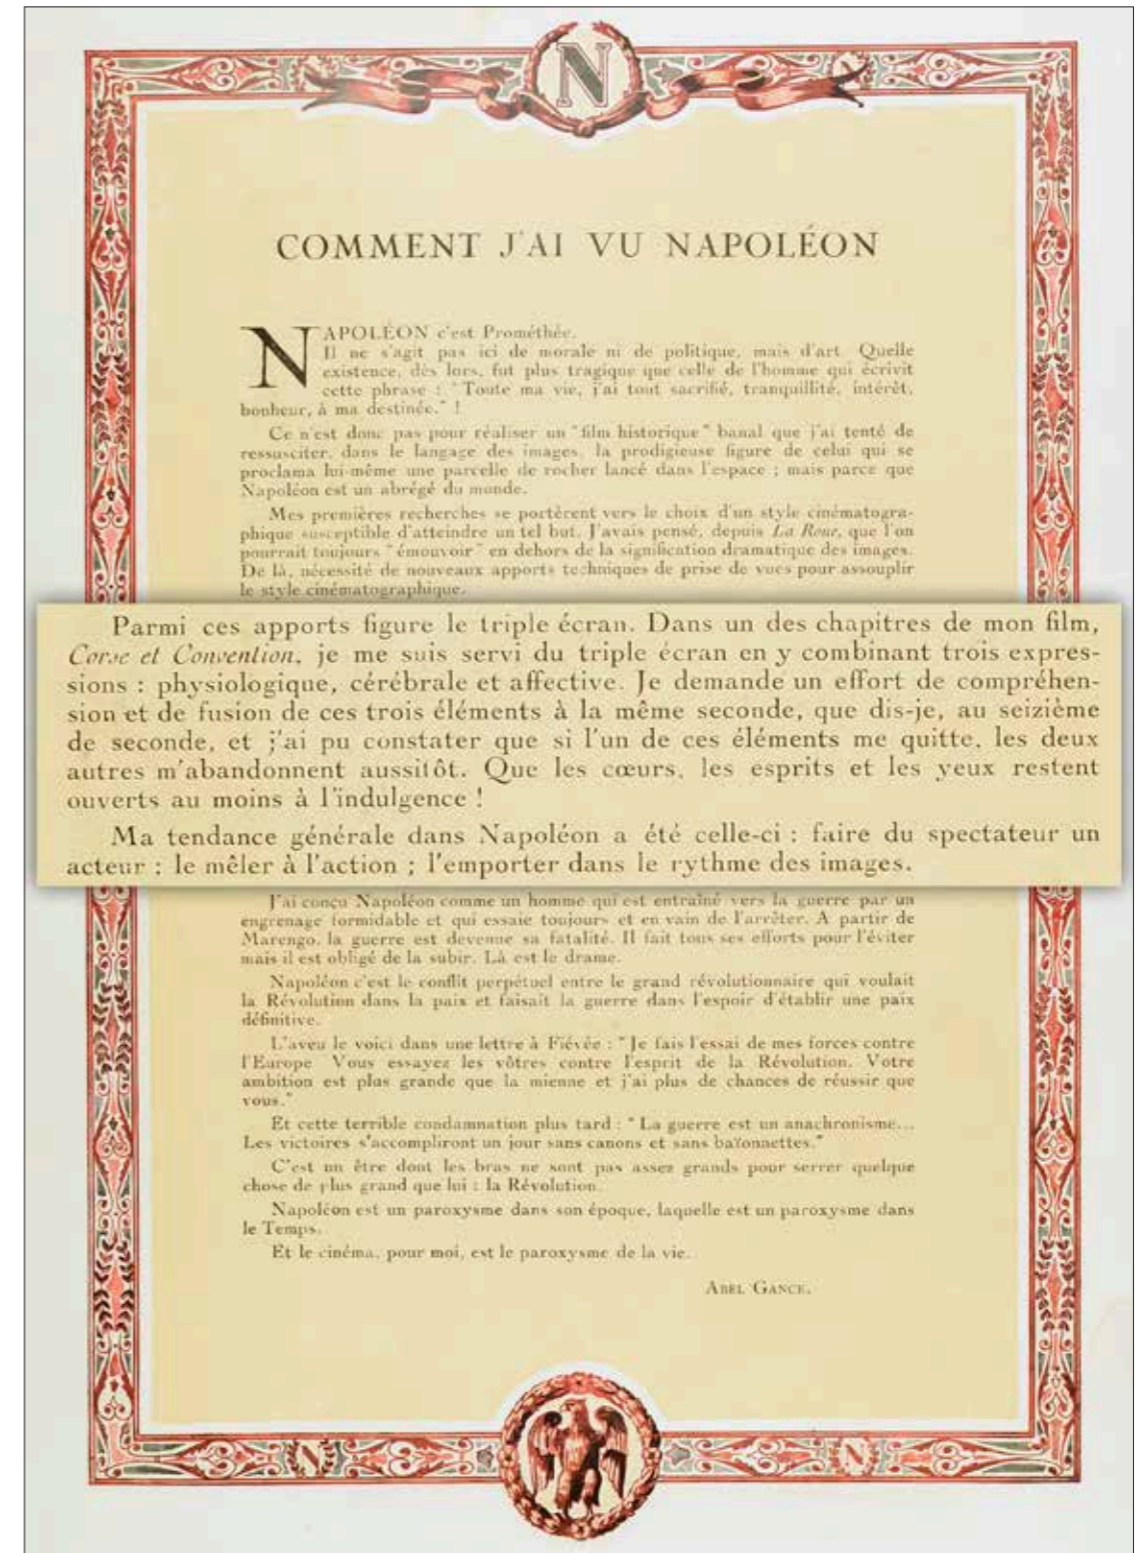 N
COMMENT J'AI VU NAPOLÉON
NAPOLÉON c'est Prométhée.
Il ne s'agit pas ici de morale ni de politique, mais d'art. Quelle
existence, dès lors, fut plus tragique que celle de l'homme qui écrivit
cette phrase : "Toute ma vie, j'ai tout sacrifié, tranquillité, intérêt,
bonheur, à ma destinée." !
Ce n'est donc pas pour réaliser un "film historique" banal que j'ai tenté de
ressusciter, dans le langage des images, la prodigieuse figure de celui qui se
proclama lui-même une parcelle de rocher lancé dans l'espace ; mais parce que
Napoléon est un abrégé du monde.
Mes premières recherches se portèrent vers le choix d'un style cinématogra-
phique susceptible d'atteindre un tel but. J'avais pensé, depuis La Roue, que l'on
pourrait toujours "émouvoir" en dehors de la signification dramatique des images.
De là, nécessité de nouveaux apports techniques de prise de vues pour assouplir
le style cinématographique.
Parmi ces apports figure le triple écran. Dans un des chapitres de mon film,
Corse et Convention, je me suis servi du triple écran en y combinant trois expres-
sions : physiologique, cérébrale et affective. Je demande un effort de compréhen-
sion et de fusion de ces trois éléments à la même seconde, que dis-je, au seizième
de seconde, et j'ai pu constater que si l'un de ces éléments me quitte, les deux
autres m'abandonnent aussitôt. Que les cœurs, les esprits et les yeux restent
ouverts au moins à l'indulgence !
Ma tendance générale dans Napoléon a été celle-ci : faire du spectateur un
acteur ; le mêler à l'action ; l'emporter dans le rythme des images.
J'ai conçu Napoléon comme un homme qui est entraîné vers la guerre par un
engrenage formidable et qui essaie toujours et en vain de l'arrêter. A partir de
Marengo, la guerre est devenue sa fatalité. Il fait tous ses efforts pour l'éviter
mais il est obligé de la subir. Là est le drame.
Napoléon c'est le conflit perpétuel entre le grand révolutionnaire qui voulait
la Révolution dans la paix et faisait la guerre dans l'espoir d'établir une paix
définitive.
L'aveu le voici dans une lettre à Fiévée : "Je fais l'essai de mes forces contre
l'Europe Vous essayez les vôtres contre l'esprit de la Révolution. Votre
ambition est plus grande que la mienne et j'ai plus de chances de réussir que
vous."
Et cette terrible condamnation plus tard : "La guerre est un anachronisme...
Les victoires s'accompliront un jour sans canons et sans baïonnettes."
C'est un être dont les bras ne sont pas assez grands pour serrer quelque
chose de plus grand que lui : la Révolution.
Napoléon est un paroxysme dans son époque, laquelle est un paroxysme dans
le Temps.
Et le cinéma, pour moi, est le paroxysme de la vie.
ABEL GANCE.
N N